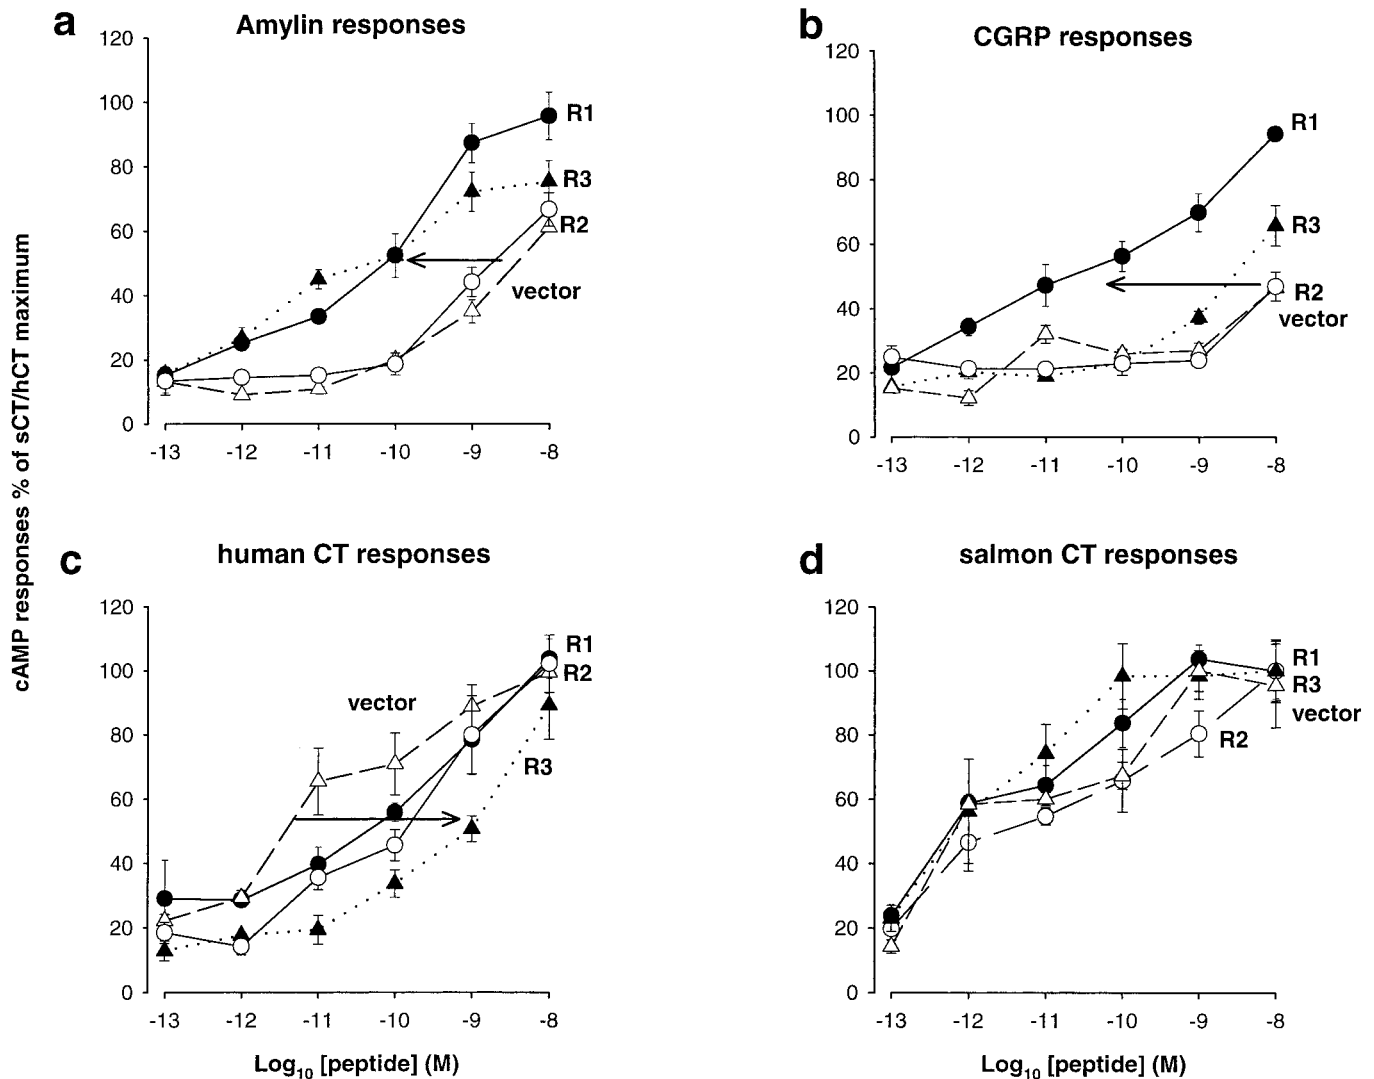 a
Amylin responses
120
100
80
60
40
20
0
-13 -12 -11 -10 -9 -8
R1
R3
R2
vector
b
CGRP responses
120
100
80
60
40
20
0
-13 -12 -11 -10 -9 -8
R1
R3
R2
vector
cAMP responses % of sCT/hCT maximum
c
human CT responses
120
100
80
60
40
20
0
-13 -12 -11 -10 -9 -8
R1
R2
vector
R3
Log10 [peptide] (M)
d
salmon CT responses
120
100
80
60
40
20
0
-13 -12 -11 -10 -9 -8
R1
R3
vector
R2
Log10 [peptide] (M)